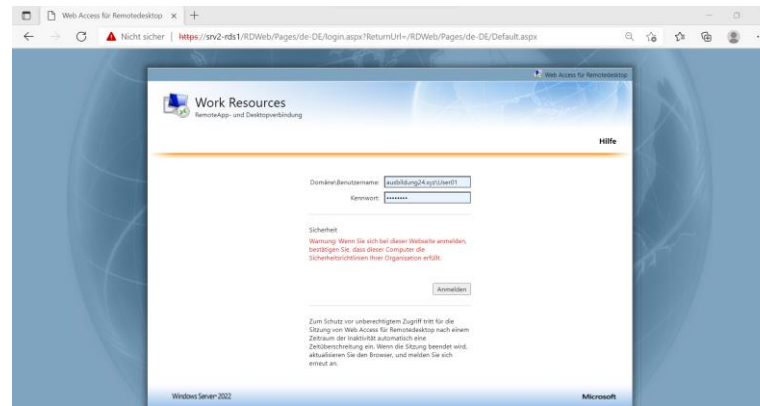 Web Access für Remotedesktop
Nicht sicher | https://srv2-rds1/RDWeb/Pages/de-DE/login.aspx?ReturnUrl=/RDWeb/Pages/de-DE/Default.aspx
Web Access für Remotedesktop
Work Resources
RemoteApp- und Desktopverbindung
Hilfe
Domäne\Benutzername: ausbildung24.xyz\User01
Kennwort: ••••••••
Sicherheit
Warnung: Wenn Sie sich bei dieser Webseite anmelden,
bestätigen Sie, dass dieser Computer die
Sicherheitsrichtlinien Ihrer Organisation erfüllt.
Anmelden
Zum Schutz vor unberechtigtem Zugriff tritt für die
Sitzung von Web Access für Remotedesktop nach einem
Zeitraum der Inaktivität automatisch eine
Zeitüberschreitung ein. Wenn die Sitzung beendet wird,
aktualisieren Sie den Browser, und melden Sie sich
erneut an.
Windows Server 2022
Microsoft